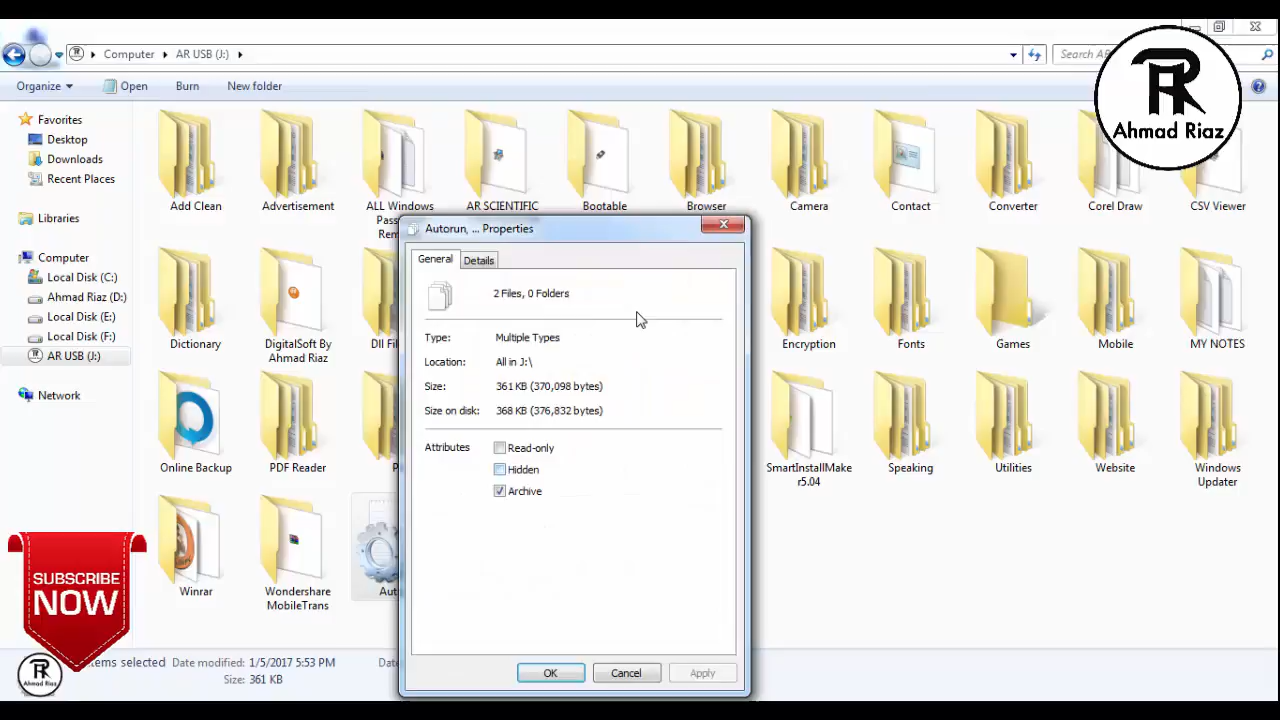 Computer AR USB (J:)
Search AR
Organize Open Burn New folder
Ahmad Riaz
Favorites
Desktop
Downloads
Recent Places
Libraries
Computer
Local Disk (C:)
Ahmad Riaz (D:)
Local Disk (E:)
Local Disk (F:)
AR USB (J:)
Network
Add Clean
Advertisement
ALL Windows
AR SCIENTIFIC
Bootable
Browser
Camera
Contact
Converter
Corel Draw
CSV Viewer
Dictionary
DigitalSoft By
Ahmad Riaz
Dll
Encryption
Fonts
Games
Mobile
MY NOTES
Online Backup
PDF Reader
SmartInstallMake
r5.04
Speaking
Utilities
Website
Windows
Updater
Winrar
Wondershare
MobileTrans
Autorun, ... Properties
General Details
2 Files, 0 Folders
Type: Multiple Types
Location: All in J:\
Size: 361 KB (370,098 bytes)
Size on disk: 368 KB (376,832 bytes)
Attributes Read-only
Hidden
Archive
OK Cancel Apply
SUBSCRIBE
NOW
selected Date modified: 1/5/2017 5:53 PM
Size: 361 KB
Ahmad Riaz